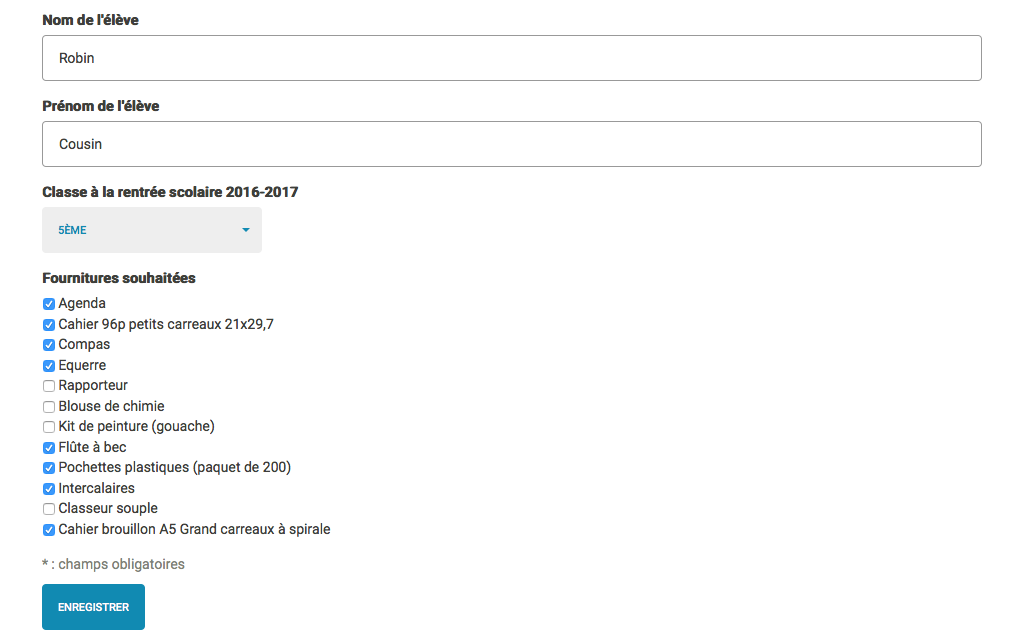 Nom de l'élève
Robin
Prénom de l'élève
Cousin
Classe à la rentrée scolaire 2016-2017
5ÈME
Fournitures souhaitées
Agenda
Cahier 96p petits carreaux 21x29,7
Compas
Equerre
Rapporteur
Blouse de chimie
Kit de peinture (gouache)
Flûte à bec
Pochettes plastiques (paquet de 200)
Intercalaires
Classeur souple
Cahier brouillon A5 Grand carreaux à spirale
* : champs obligatoires
ENREGISTRER